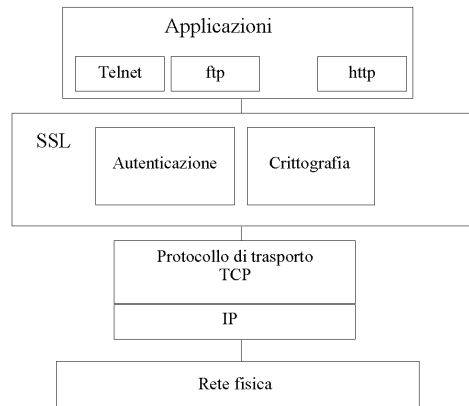 Applicazioni
Telnet
ftp
http
SSL
Autenticazione
Crittografia
Protocollo di trasporto
TCP
IP
Rete fisica